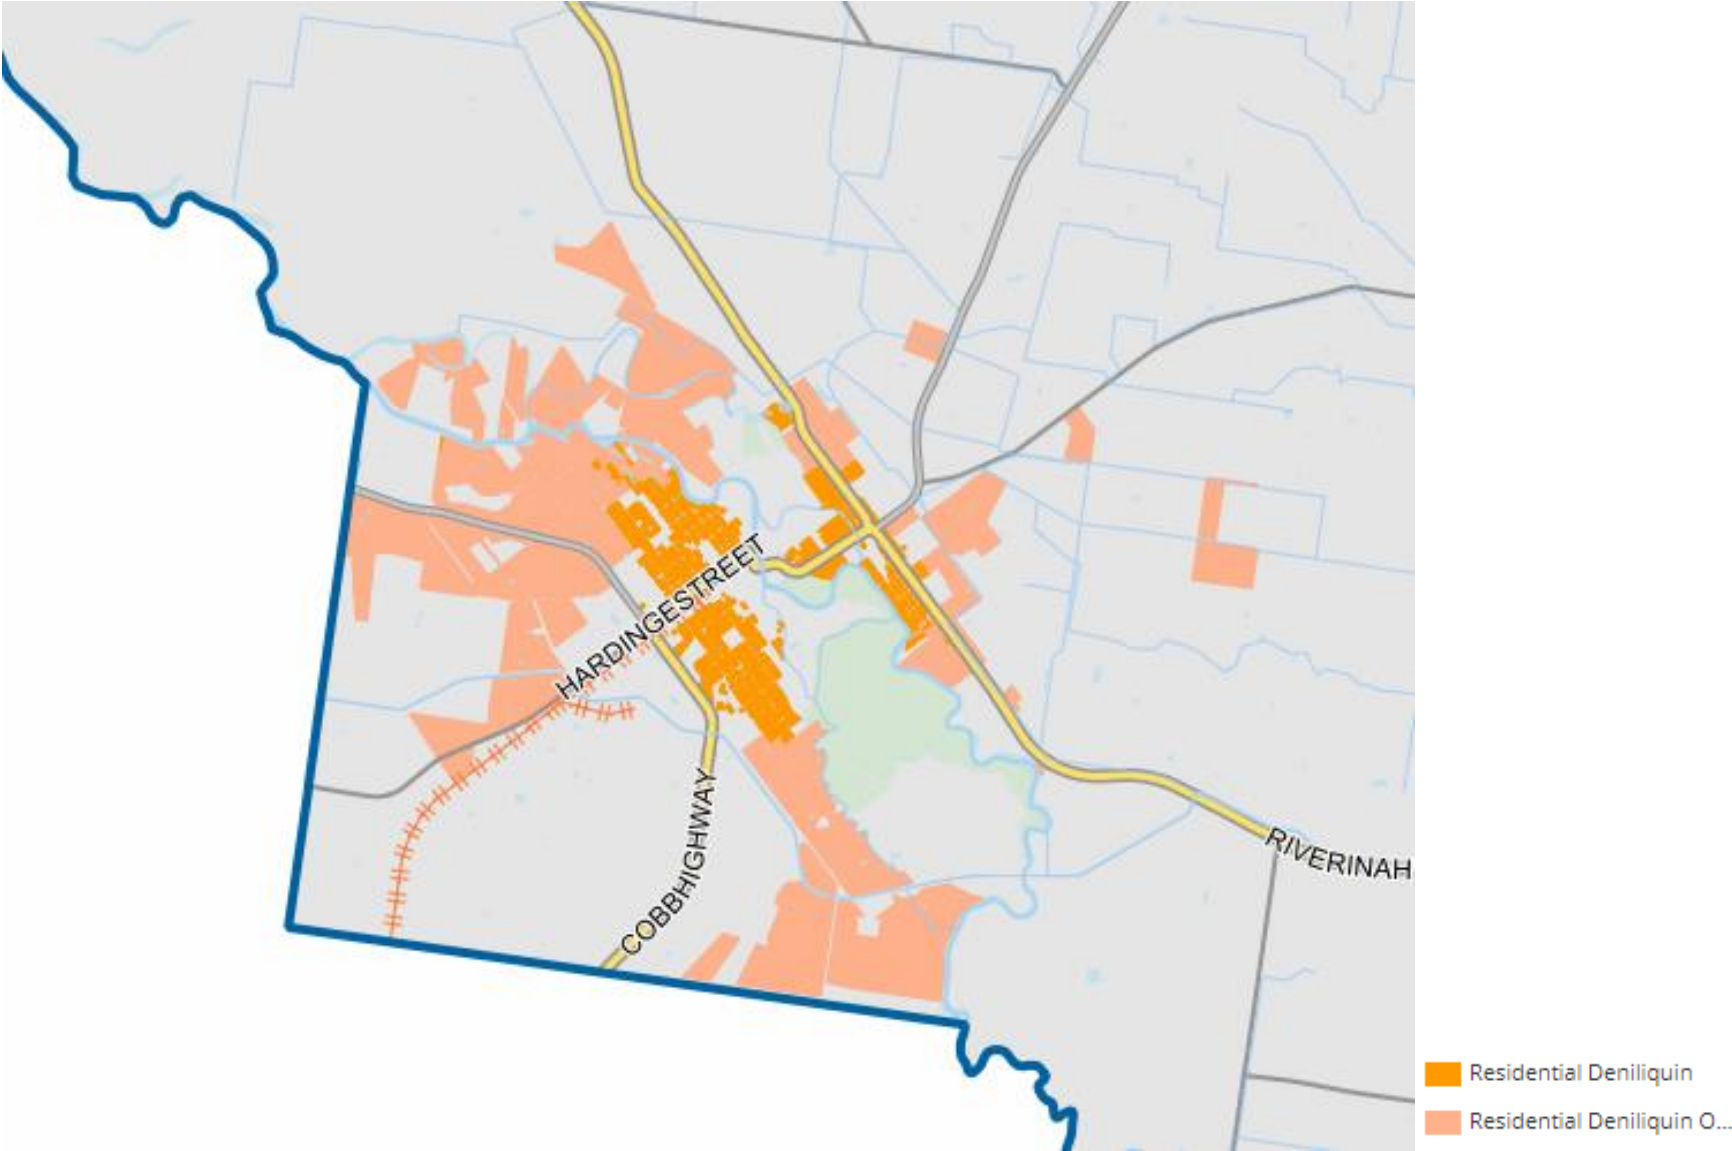 HARDINGESTREET
COBBHIGHWAY
RIVERINAH
Residential Deniliquin
Residential Deniliquin O...